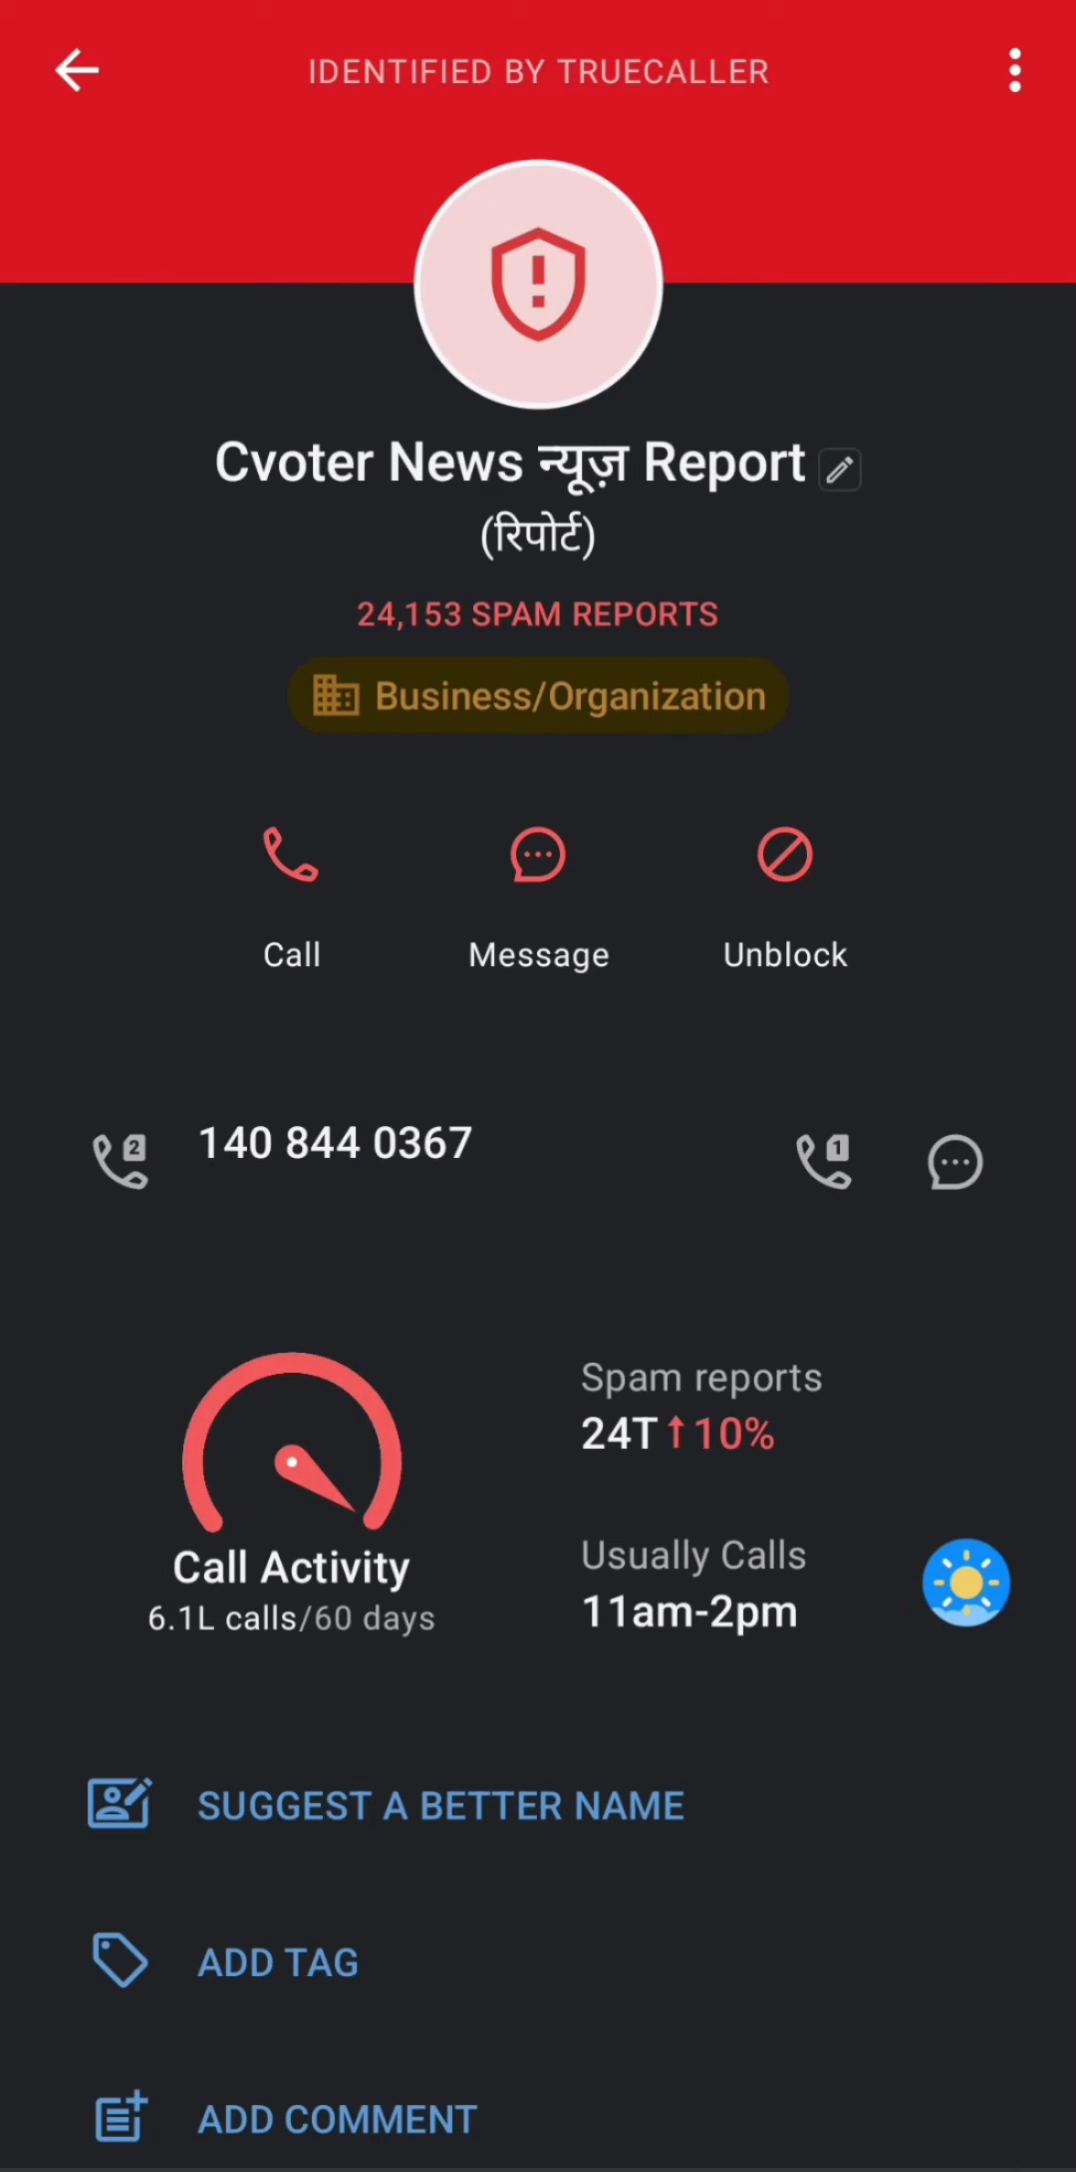 IDENTIFIED BY TRUECALLER
Cvoter News न्यूज़ Report
(रिपोर्ट)
24,153 SPAM REPORTS
Business/Organization
Call
Message
Unblock
2
140 844 0367
1
Spam reports
24T↑10%
Call Activity
6.1L calls/60 days
Usually Calls
11am-2pm
SUGGEST A BETTER NAME
ADD TAG
ADD COMMENT